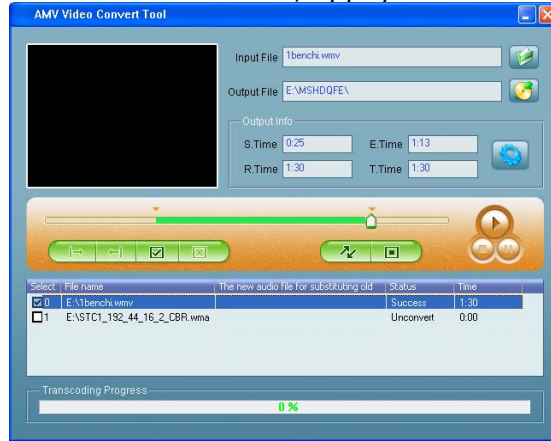 AMV Video Convert Tool
Input File 1benchi.wmv
Output File E:\MSHDQFE\
Output Info
S.Time 0:25 E.Time 1:13
R.Time 1:30 T.Time 1:30
Select File name The new audio file for substituting old Status Time
0 E:\1benchi.wmv Success 1:30
1 E:\STC1_192_44_16_2_CBR.wma Unconvert 0:00
Transcoding Progress
0 %